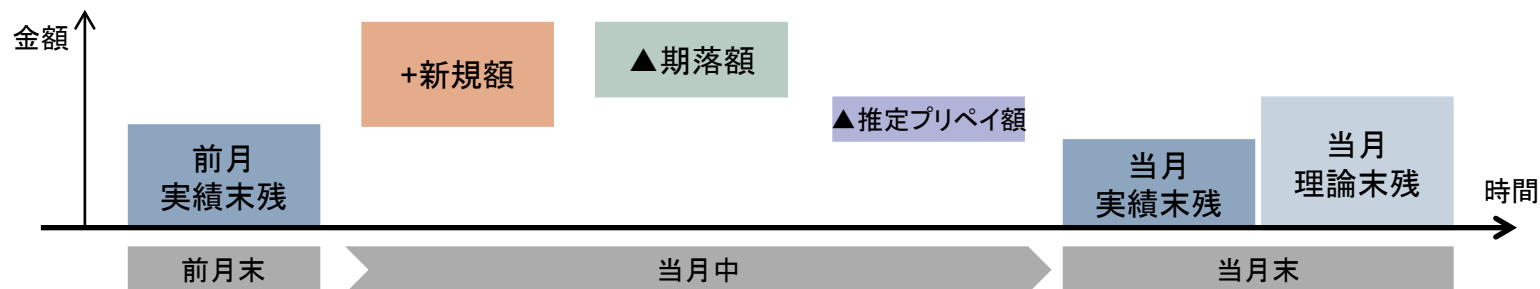 金額
+新規額
▲期落額
▲推定プリペイ額
前月
実績末残
当月
実績末残
当月
理論末残
時間
前月末
当月中
当月末